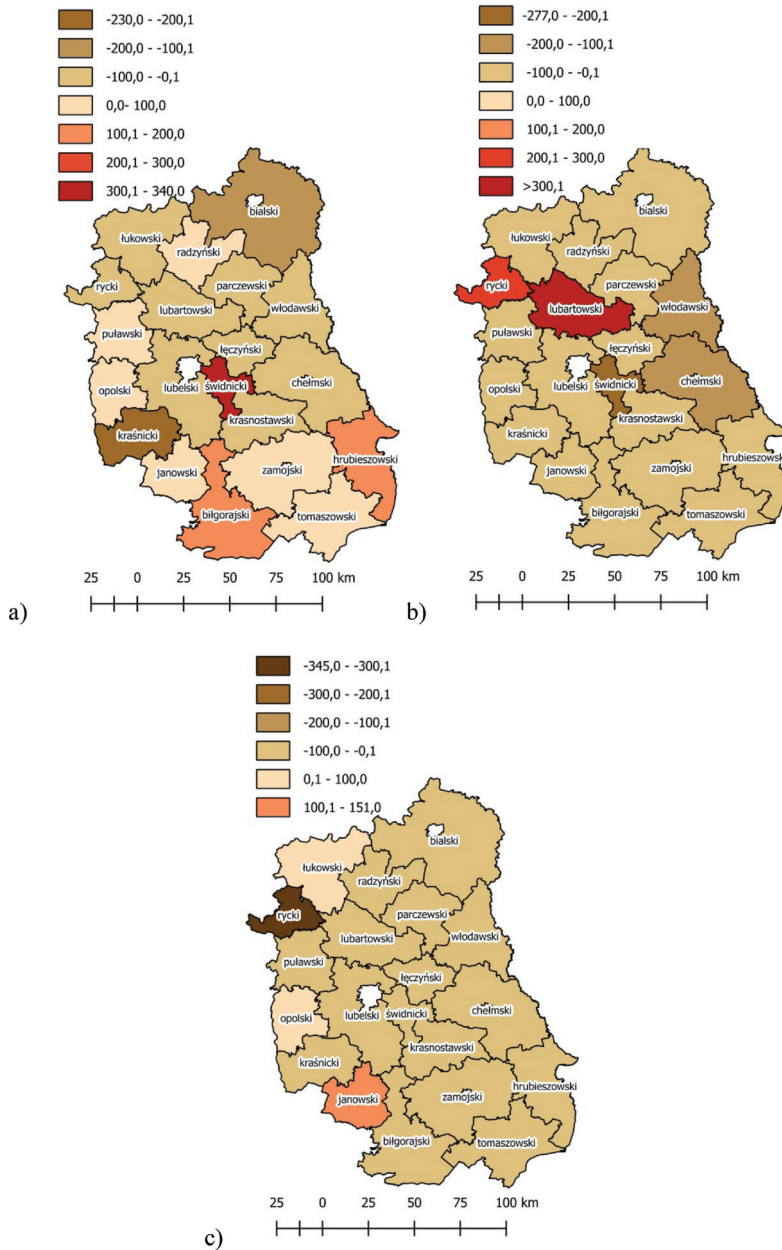 -230,0 - -200,1
-200,0 - -100,1
-100,0 - -0,1
0,0- 100,0
100,1 - 200,0
200,1 - 300,0
300,1 - 340,0
bialski
łukowski
radzyński
rycki
parczewski
lubartowski
włodawski
puławski
łęczyński
opolski
lubelski
świdnicki
chełmski
krasnostawski
kraśnicki
janowski
zamojski
hrubieszowski
biłgorajski
tomaszowski
25 0 25 50 75 100 km
a)
-277,0 - -200,1
-200,0 - -100,1
-100,0 - -0,1
0,0 - 100,0
100,1 - 200,0
200,1 - 300,0
>300,1
bialski
łukowski
radzyński
rycki
parczewski
lubartowski
włodawski
puławski
łęczyński
opolski
lubelski
świdnicki
chełmski
krasnostawski
kraśnicki
janowski
zamojski
hrubieszowski
biłgorajski
tomaszowski
25 0 25 50 75 100 km
b)
-345,0 - -300,1
-300,0 - -200,1
-200,0 - -100,1
-100,0 - -0,1
0,1 - 100,0
100,1 - 151,0
bialski
łukowski
radzyński
rycki
parczewski
lubartowski
włodawski
puławski
łęczyński
opolski
lubelski
świdnicki
chełmski
krasnostawski
kraśnicki
janowski
zamojski
hrubieszowski
biłgorajski
tomaszowski
25 0 25 50 75 100 km
c)